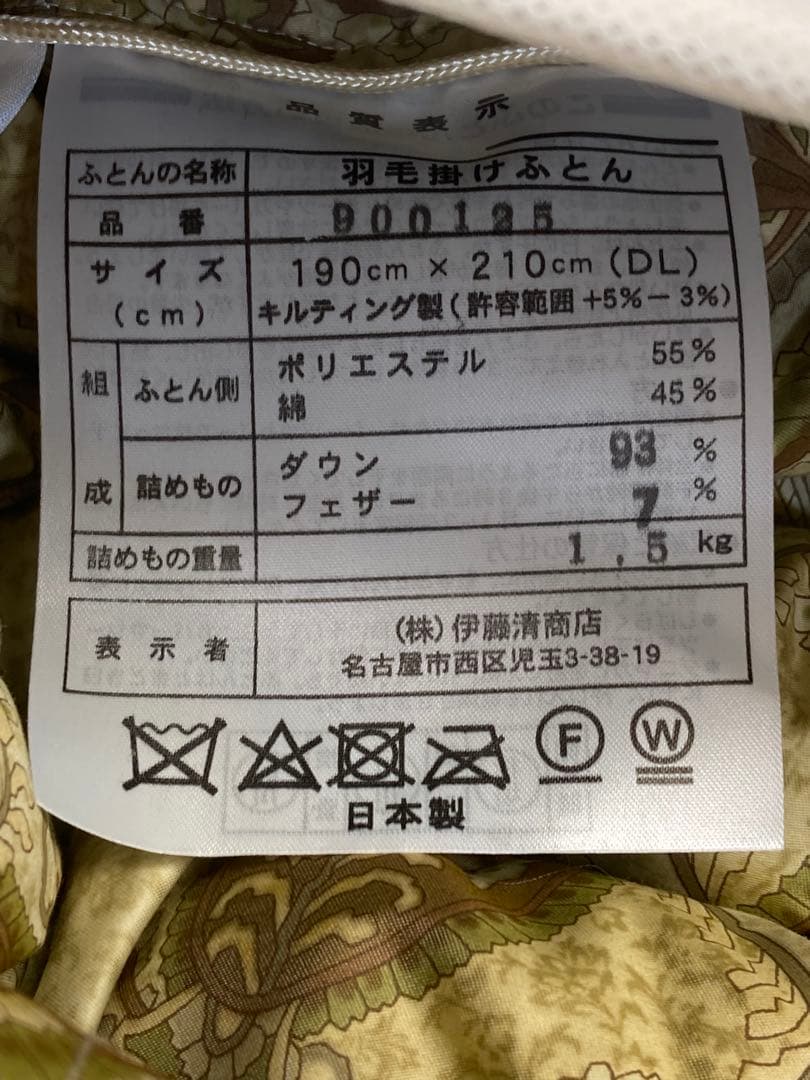 品質表示
ふとんの名称 羽毛掛けふとん
品番 900125
サイズ(cm) 190cm × 210cm (DL)
キルティング製(許容範囲+5%-3%)
組成 ふとん側 ポリエステル 55%
綿 45%
詰めもの ダウン 93%
フェザー 7%
詰めもの重量 1.5kg
表示者 (株)伊藤清商店
名古屋市西区児玉3-38-19
F W
日本製